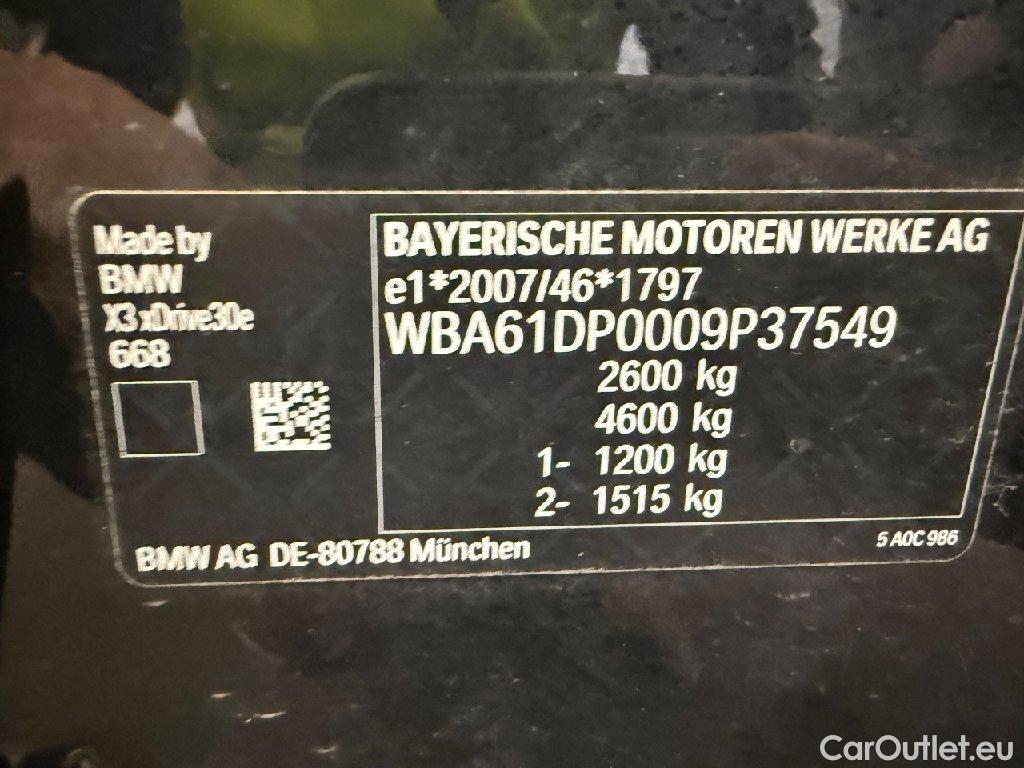 Made by
BMW
X3 xDrive30e
668
BAYERISCHE MOTOREN WERKE AG
e1*2007/46*1797
WBA61DP0009P37549
2600 kg
4600 kg
1- 1200 kg
2- 1515 kg
BMW AG DE-80788 München
5 A0C 986
CarOutlet.eu